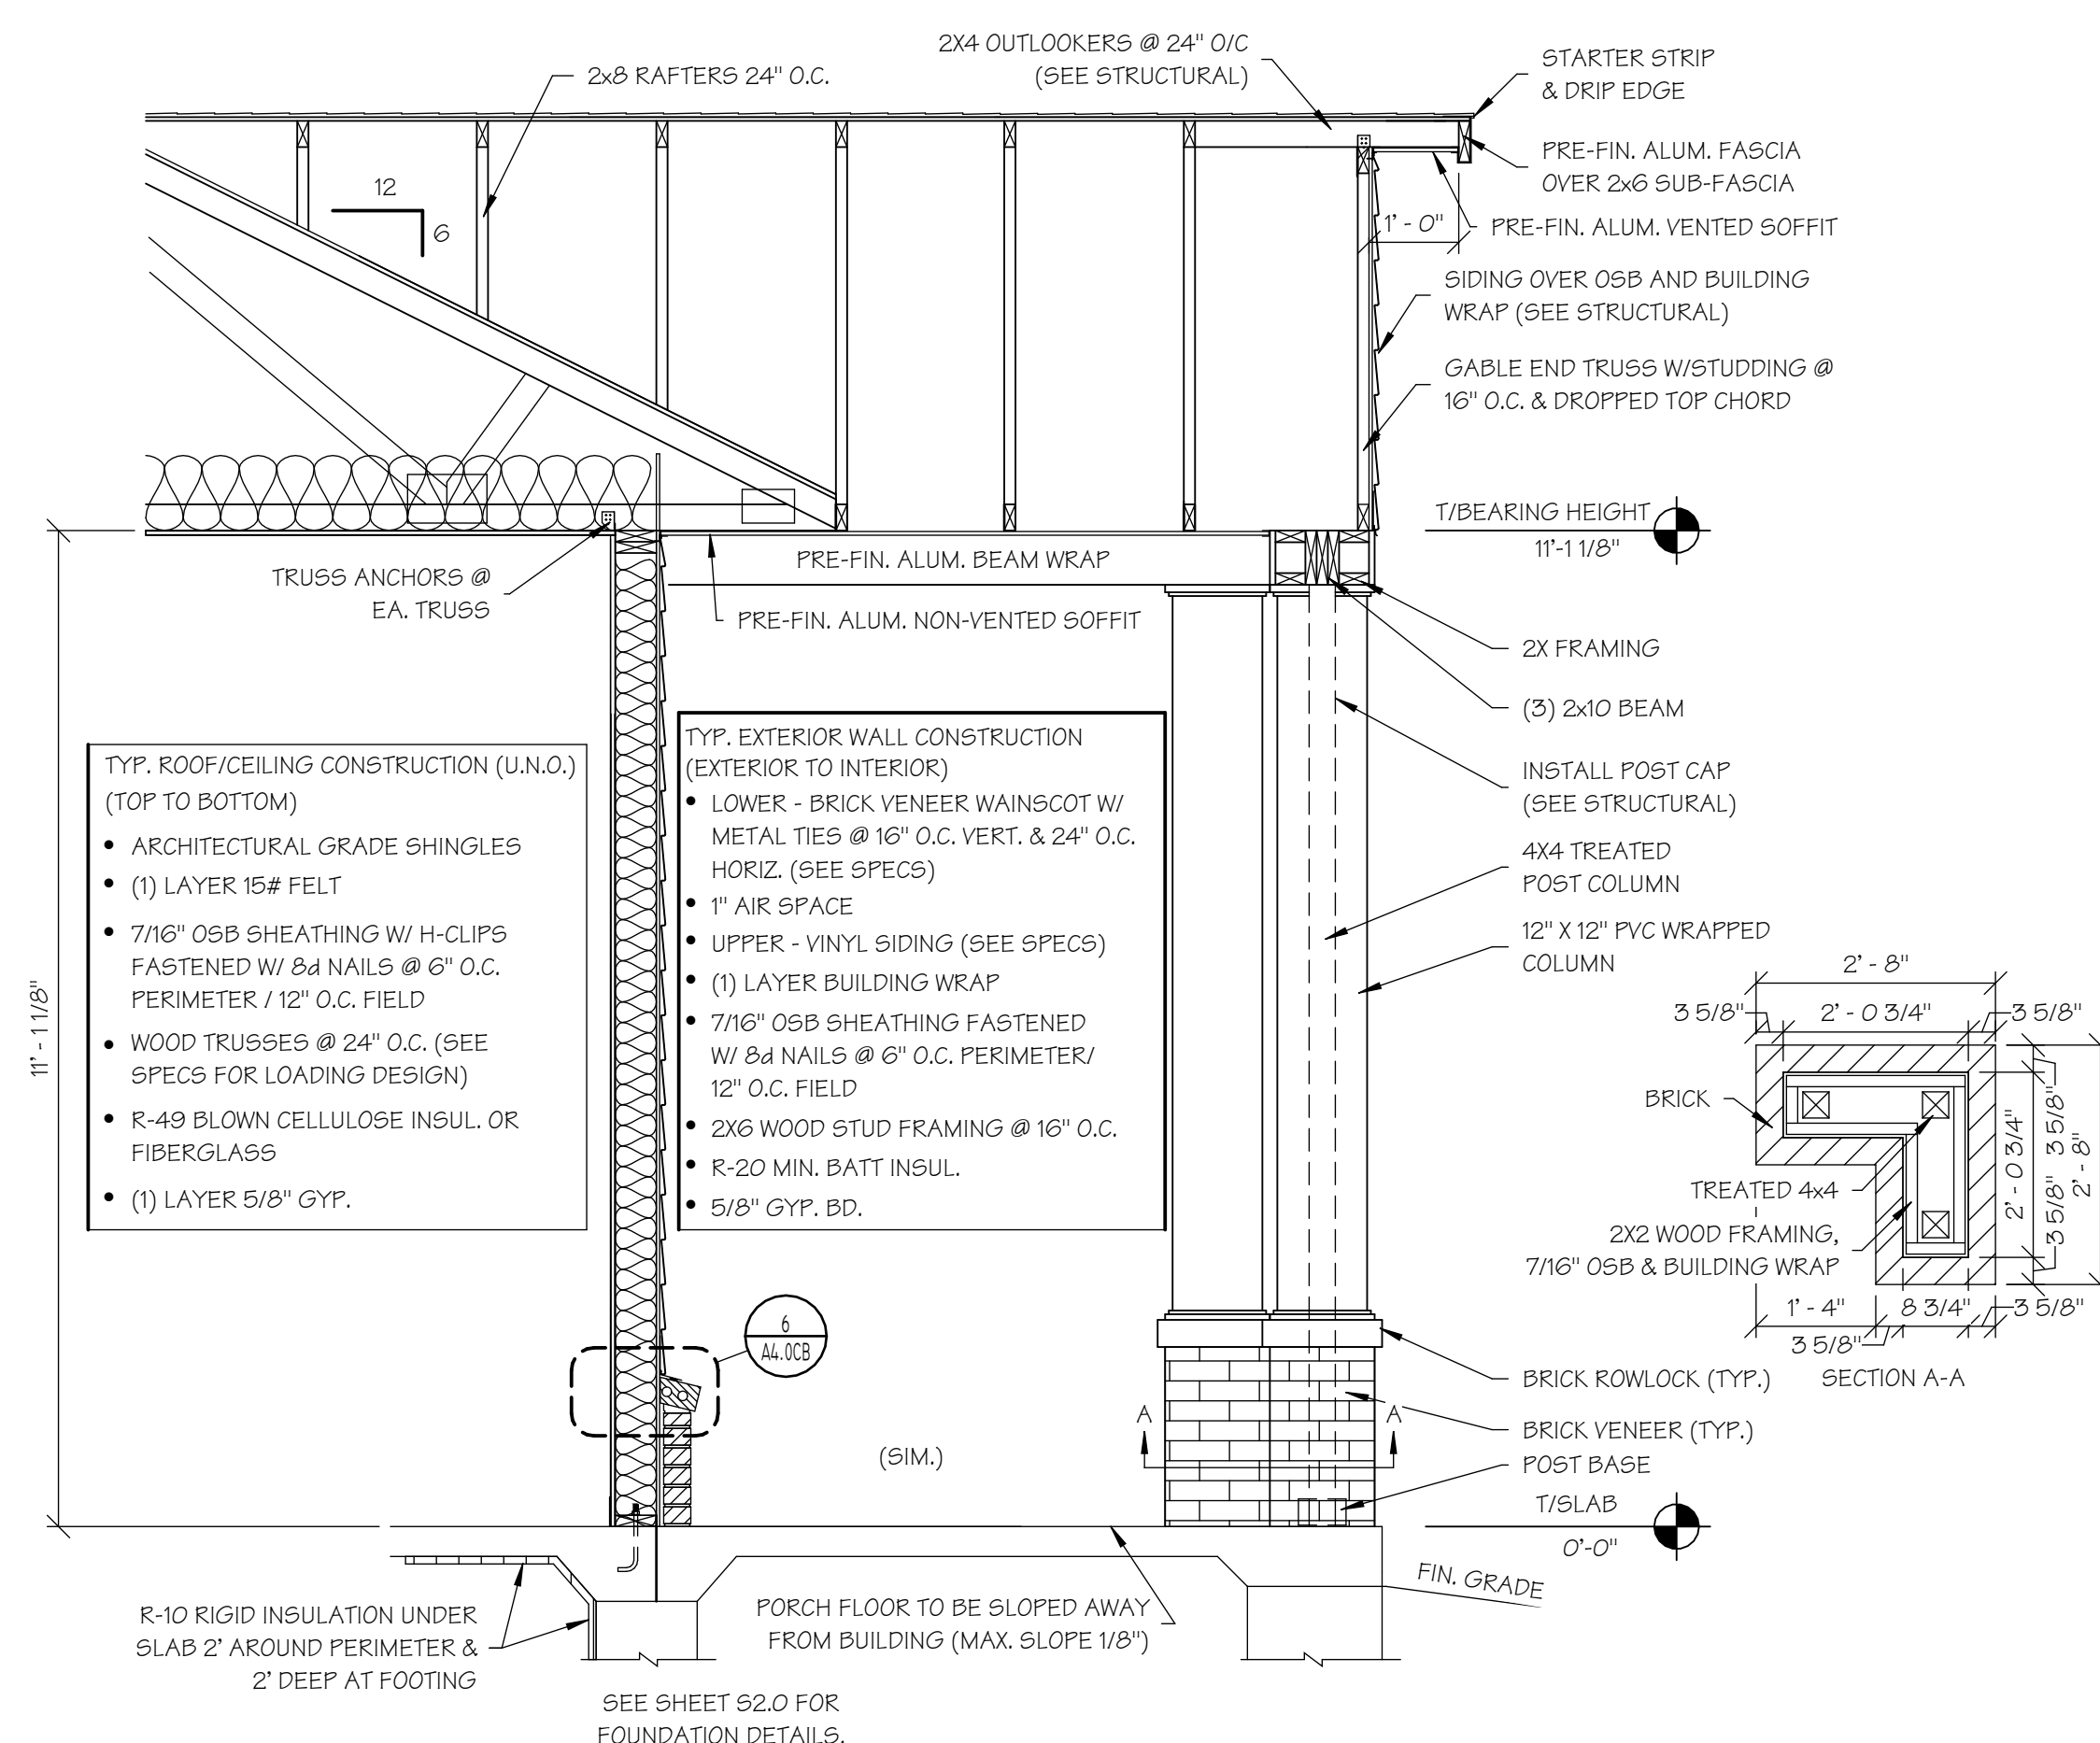 2X4 OUTLOOKERS @ 24" O/C
(SEE STRUCTURAL)
2x8 RAFTERS 24" O.C.
STARTER STRIP
& DRIP EDGE
PRE-FIN. ALUM. FASCIA
OVER 2x6 SUB-FASCIA
12
6
1' - 0"
PRE-FIN. ALUM. VENTED SOFFIT
SIDING OVER OSB AND BUILDING
WRAP (SEE STRUCTURAL)
GABLE END TRUSS W/STUDDING @
16" O.C. & DROPPED TOP CHORD
T/BEARING HEIGHT
11'-1 1/8"
PRE-FIN. ALUM. BEAM WRAP
TRUSS ANCHORS @
EA. TRUSS
PRE-FIN. ALUM. NON-VENTED SOFFIT
2X FRAMING
(3) 2x10 BEAM
INSTALL POST CAP
(SEE STRUCTURAL)
4X4 TREATED
POST COLUMN
12" X 12" PVC WRAPPED
COLUMN
11' - 1 1/8"
TYP. ROOF/CEILING CONSTRUCTION (U.N.O.)
(TOP TO BOTTOM)
• ARCHITECTURAL GRADE SHINGLES
• (1) LAYER 15# FELT
• 7/16" OSB SHEATHING W/ H-CLIPS
FASTENED W/ 8d NAILS @ 6" O.C.
PERIMETER / 12" O.C. FIELD
• WOOD TRUSSES @ 24" O.C. (SEE
SPECS FOR LOADING DESIGN)
• R-49 BLOWN CELLULOSE INSUL. OR
FIBERGLASS
• (1) LAYER 5/8" GYP.
TYP. EXTERIOR WALL CONSTRUCTION
(EXTERIOR TO INTERIOR)
• LOWER - BRICK VENEER WAINSCOT W/
METAL TIES @ 16" O.C. VERT. & 24" O.C.
HORIZ. (SEE SPECS)
• 1" AIR SPACE
• UPPER - VINYL SIDING (SEE SPECS)
• (1) LAYER BUILDING WRAP
• 7/16" OSB SHEATHING FASTENED
W/ 8d NAILS @ 6" O.C. PERIMETER/
12" O.C. FIELD
• 2X6 WOOD STUD FRAMING @ 16" O.C.
• R-20 MIN. BATT INSUL.
• 5/8" GYP. BD.
2' - 8"
3 5/8"
2' - 0 3/4"
3 5/8"
BRICK
TREATED 4x4
2X2 WOOD FRAMING,
7/16" OSB & BUILDING WRAP
2' - 0 3/4"
3 5/8"
3 5/8"
2' - 8"
1' - 4"
8 3/4"
3 5/8"
3 5/8"
SECTION A-A
6
A4.0CB
BRICK ROWLOCK (TYP.)
A
A
BRICK VENEER (TYP.)
(SIM.)
POST BASE
T/SLAB
0'-0"
FIN. GRADE
R-10 RIGID INSULATION UNDER
SLAB 2' AROUND PERIMETER &
2' DEEP AT FOOTING
PORCH FLOOR TO BE SLOPED AWAY
FROM BUILDING (MAX. SLOPE 1/8")
SEE SHEET S2.0 FOR
FOUNDATION DETAILS.